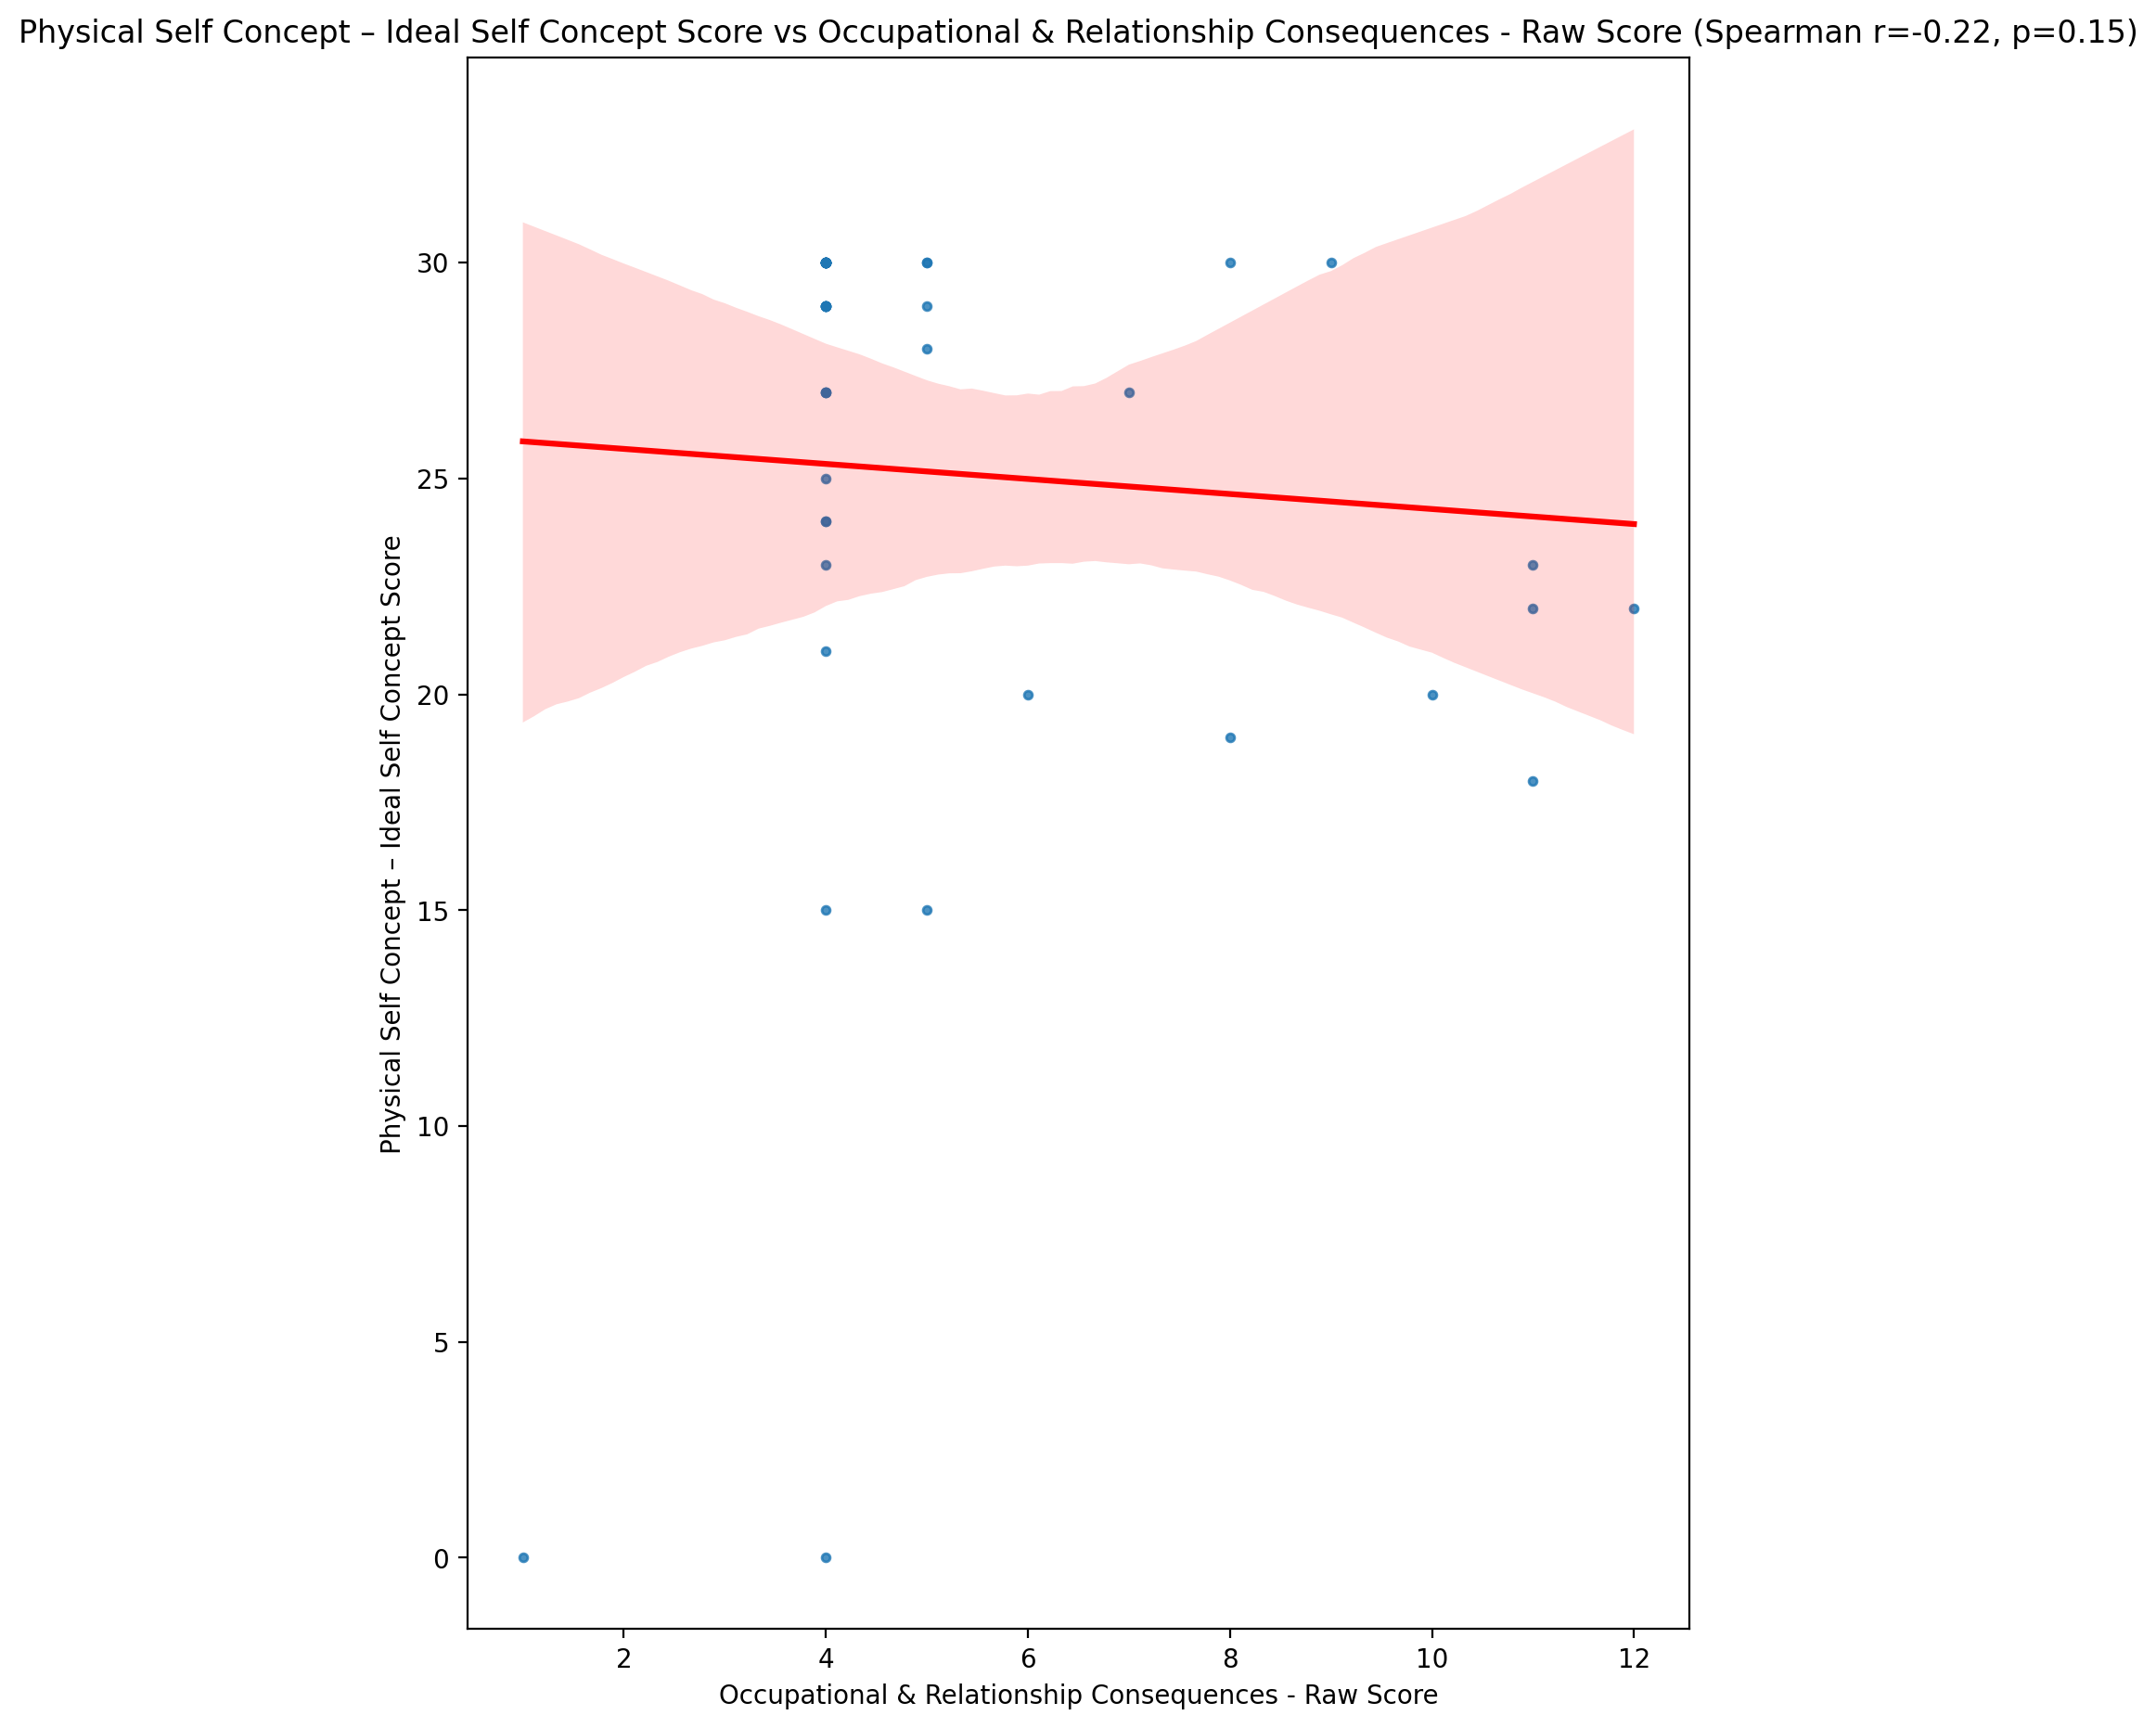 Physical Self Concept – Ideal Self Concept Score vs Occupational & Relationship Consequences - Raw Score (Spearman r=-0.22, p=0.15)
Physical Self Concept – Ideal Self Concept Score
30
25
20
15
10
5
0
2 4 6 8 10 12
Occupational & Relationship Consequences - Raw Score